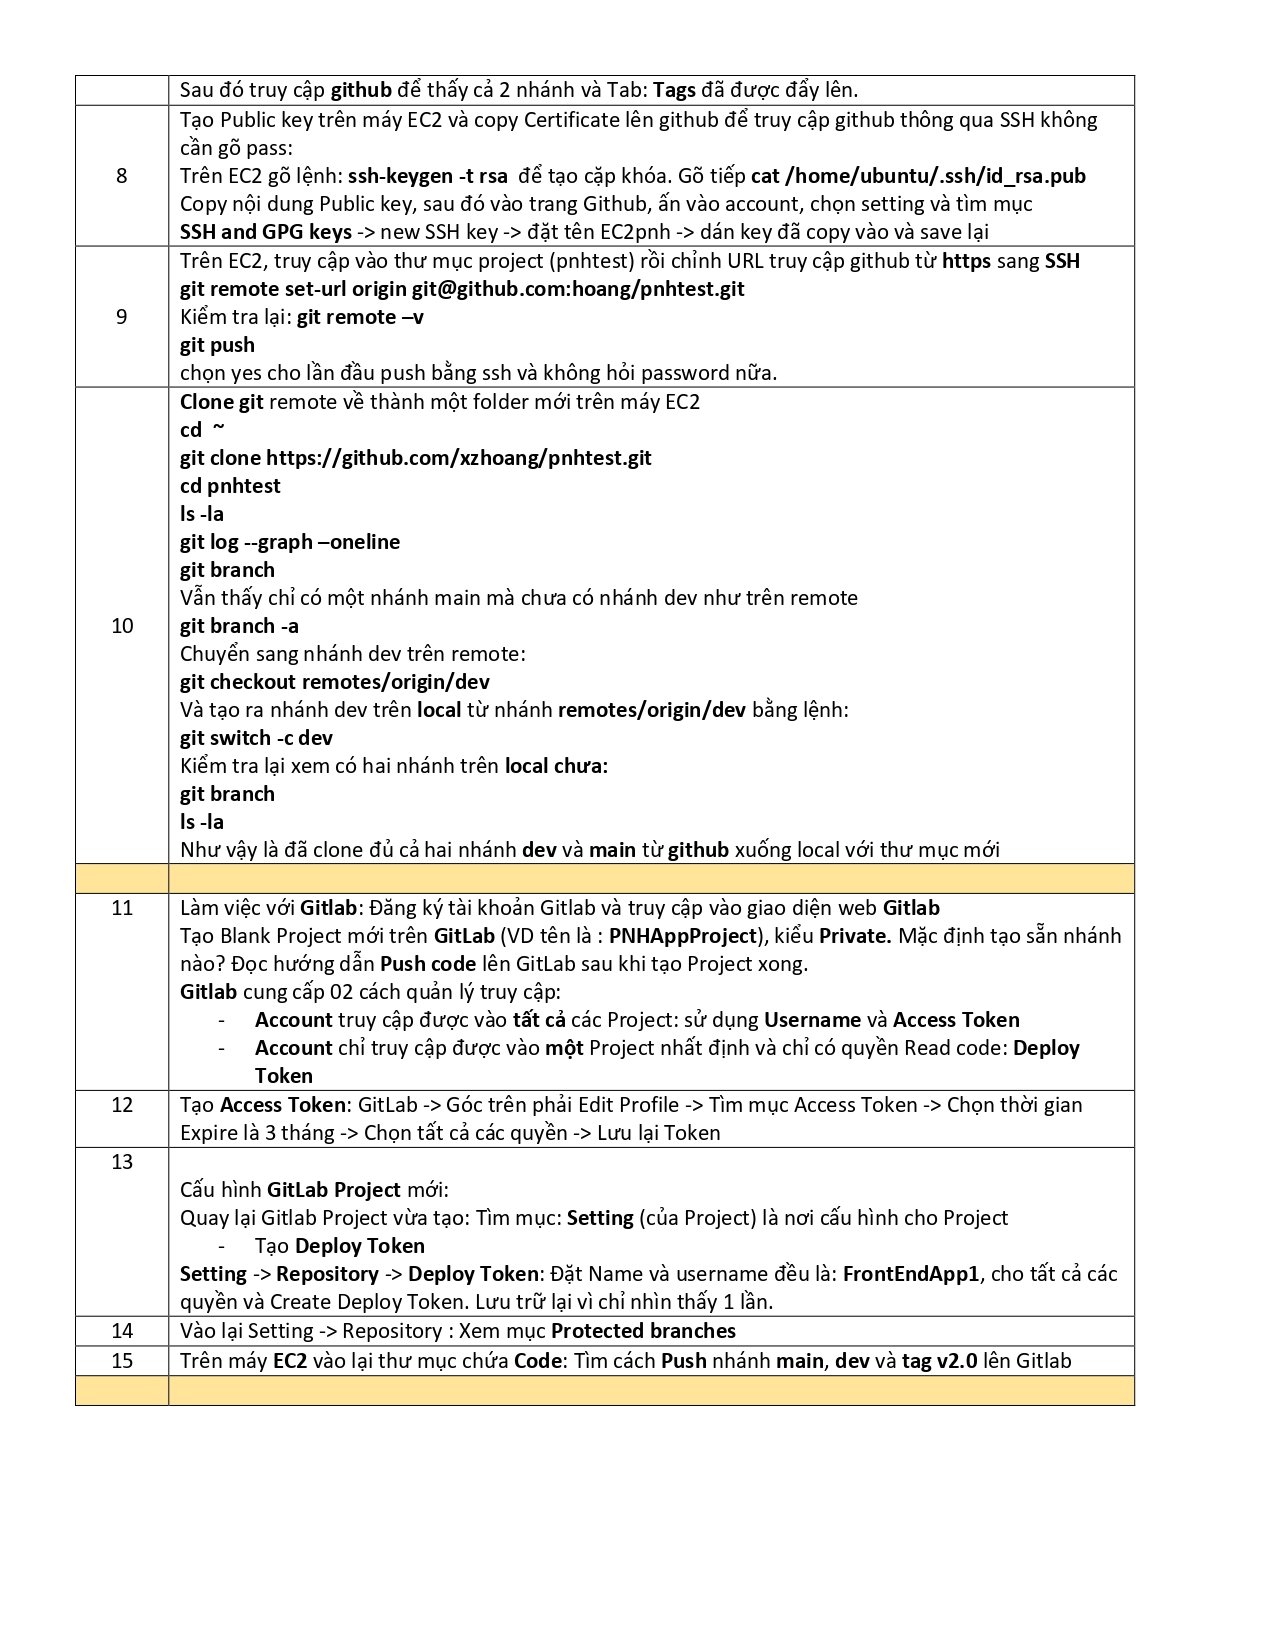 Sau đó truy cập github để thấy cả 2 nhánh và Tab: Tags đã được đẩy lên.
8
Tạo Public key trên máy EC2 và copy Certificate lên github để truy cập github thông qua SSH không
cần gõ pass:
Trên EC2 gõ lệnh: ssh-keygen -t rsa  để tạo cặp khóa. Gõ tiếp cat /home/ubuntu/.ssh/id_rsa.pub
Copy nội dung Public key, sau đó vào trang Github, ấn vào account, chọn setting và tìm mục
SSH and GPG keys -> new SSH key -> đặt tên EC2pnh -> dán key đã copy vào và save lại
9
Trên EC2, truy cập vào thư mục project (pnhtest) rồi chỉnh URL truy cập github từ https sang SSH
git remote set-url origin git@github.com:hoang/pnhtest.git
Kiểm tra lại: git remote –v
git push
chọn yes cho lần đầu push bằng ssh và không hỏi password nữa.
10
Clone git remote về thành một folder mới trên máy EC2
cd  ~
git clone https://github.com/xzhoang/pnhtest.git
cd pnhtest
ls -la
git log --graph –oneline
git branch
Vẫn thấy chỉ có một nhánh main mà chưa có nhánh dev như trên remote
git branch -a
Chuyển sang nhánh dev trên remote:
git checkout remotes/origin/dev
Và tạo ra nhánh dev trên local từ nhánh remotes/origin/dev bằng lệnh:
git switch -c dev
Kiểm tra lại xem có hai nhánh trên local chưa:
git branch
ls -la
Như vậy là đã clone đủ cả hai nhánh dev và main từ github xuống local với thư mục mới
11
Làm việc với Gitlab: Đăng ký tài khoản Gitlab và truy cập vào giao diện web Gitlab
Tạo Blank Project mới trên GitLab (VD tên là : PNHAppProject), kiểu Private. Mặc định tạo sẵn nhánh
nào? Đọc hướng dẫn Push code lên GitLab sau khi tạo Project xong.
Gitlab cung cấp 02 cách quản lý truy cập:
- Account truy cập được vào tất cả các Project: sử dụng Username và Access Token
- Account chỉ truy cập được vào một Project nhất định và chỉ có quyền Read code: Deploy
Token
12
Tạo Access Token: GitLab -> Góc trên phải Edit Profile -> Tìm mục Access Token -> Chọn thời gian
Expire là 3 tháng -> Chọn tất cả các quyền -> Lưu lại Token
13
Cấu hình GitLab Project mới:
Quay lại Gitlab Project vừa tạo: Tìm mục: Setting (của Project) là nơi cấu hình cho Project
- Tạo Deploy Token
Setting -> Repository -> Deploy Token: Đặt Name và username đều là: FrontEndApp1, cho tất cả các
quyền và Create Deploy Token. Lưu trữ lại vì chỉ nhìn thấy 1 lần.
14
Vào lại Setting -> Repository : Xem mục Protected branches
15
Trên máy EC2 vào lại thư mục chứa Code: Tìm cách Push nhánh main, dev và tag v2.0 lên Gitlab